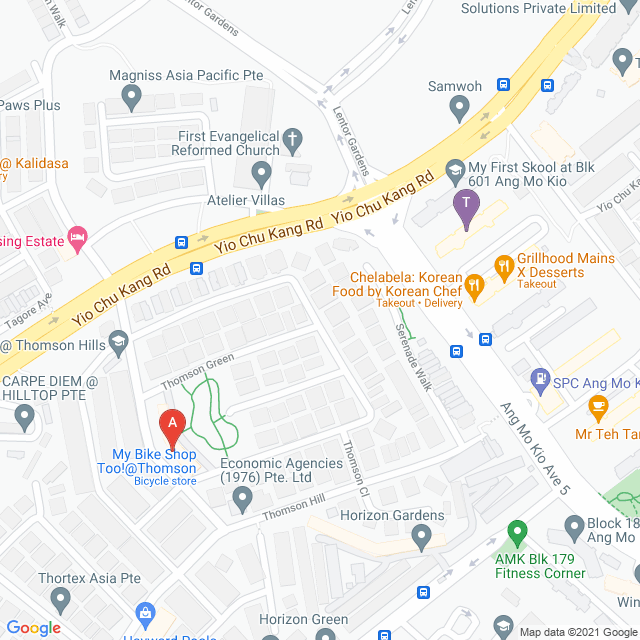 Solutions Private Limited
Lentor Gardens
Magniss Asia Pacific Pte
Samwoh
Paws Plus
First Evangelical
Reformed Church
Lentor Gardens
@ Kalidasa
My First Skool at Blk
601 Ang Mo Kio
Yio Chu Kang Rd
T
Atelier Villas
Yio Chu Kang Rd
Yio Chu Kang Rd
sing Estate
Grillhood Mains
X Desserts
Takeout
Chelabela: Korean
Food by Korean Chef
Takeout • Delivery
Tagore Ave
Yio Chu Kang Rd
@ Thomson Hills
Serenade Walk
Thomson Green
CARPE DIEM @
HILLTOP PTE
SPC Ang Mo K
Ang Mo Kio Ave 5
A
Mr Teh Tar
My Bike Shop
Too!@Thomson
Bicycle store
Economic Agencies
(1976) Pte. Ltd
Thomson Cl
Thomson Hill
Horizon Gardens
Block 18
Ang Mo
AMK Blk 179
Fitness Corner
Thortex Asia Pte
Horizon Green
Win
Google
Map data ©2021 Google